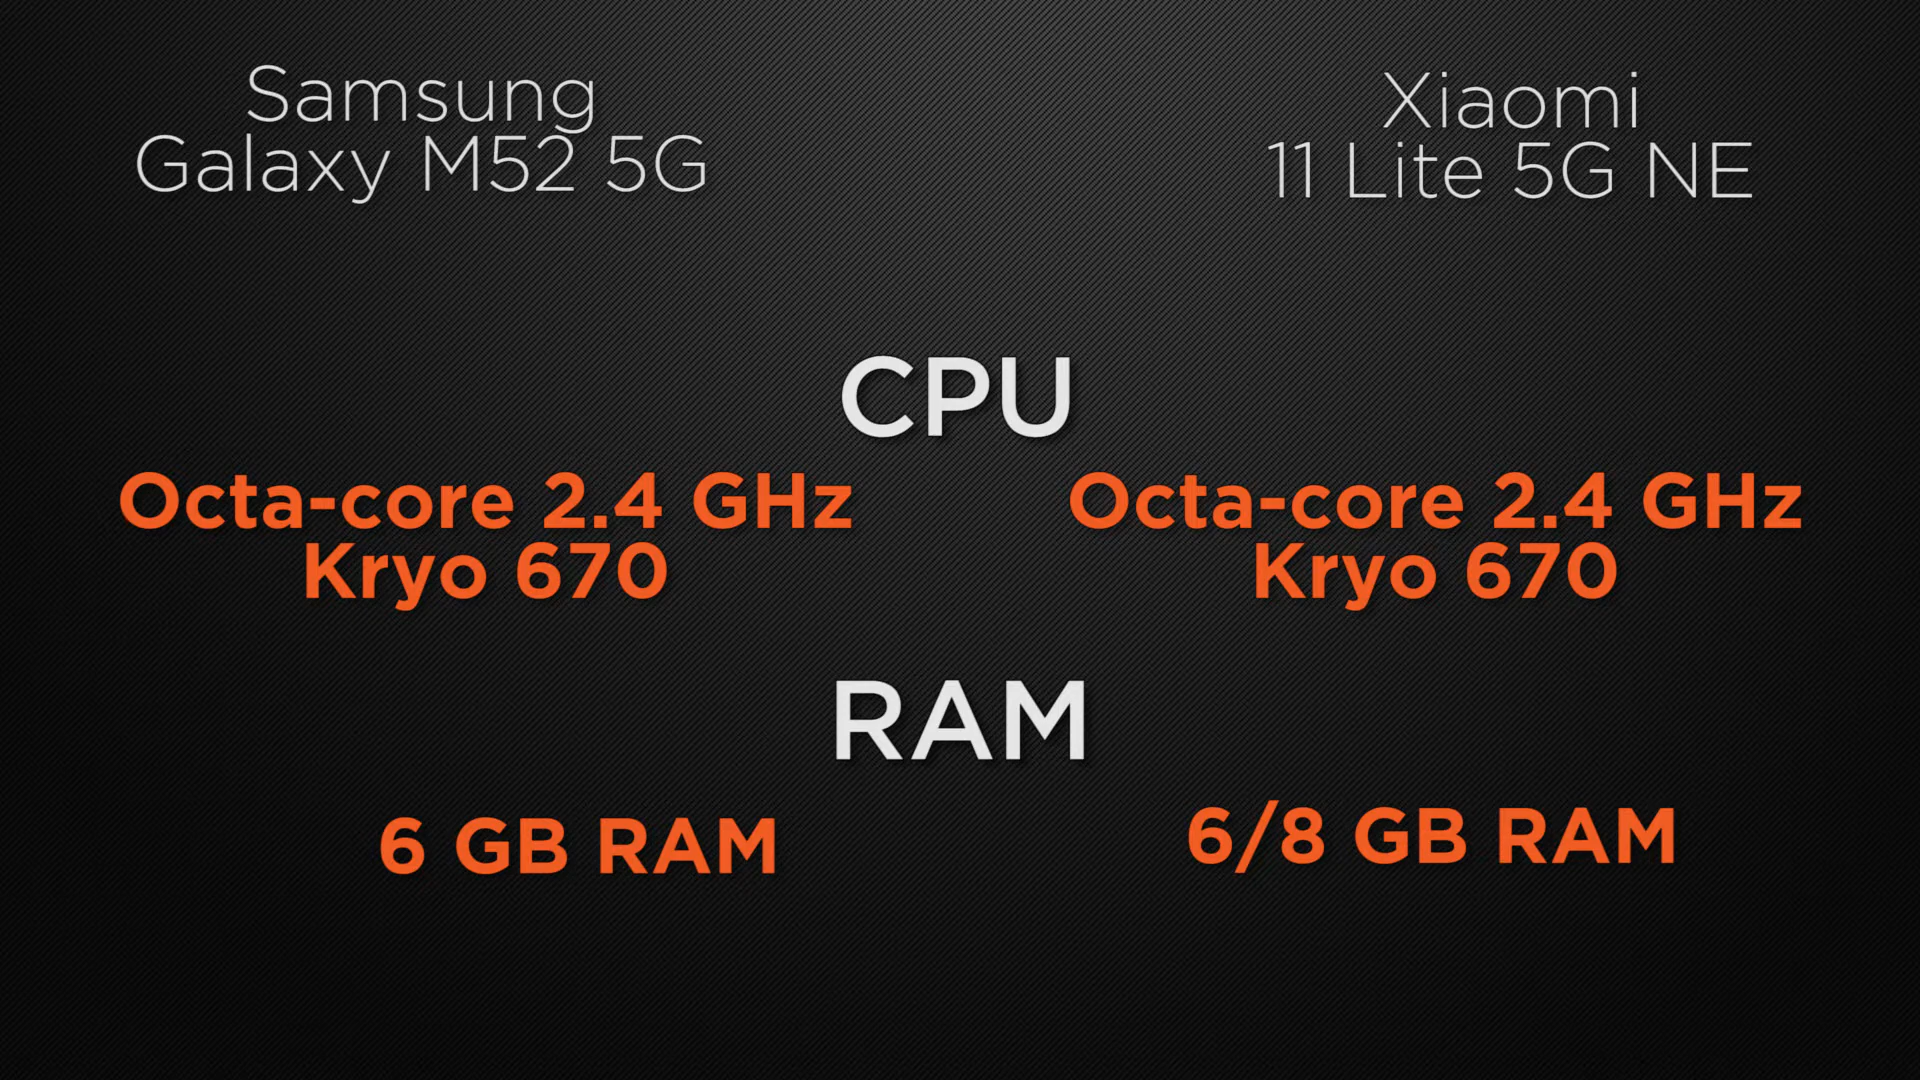 Samsung
Galaxy M52 5G
Xiaomi
11 Lite 5G NE
CPU
Octa-core 2.4 GHz
Kryo 670
Octa-core 2.4 GHz
Kryo 670
RAM
6 GB RAM
6/8 GB RAM